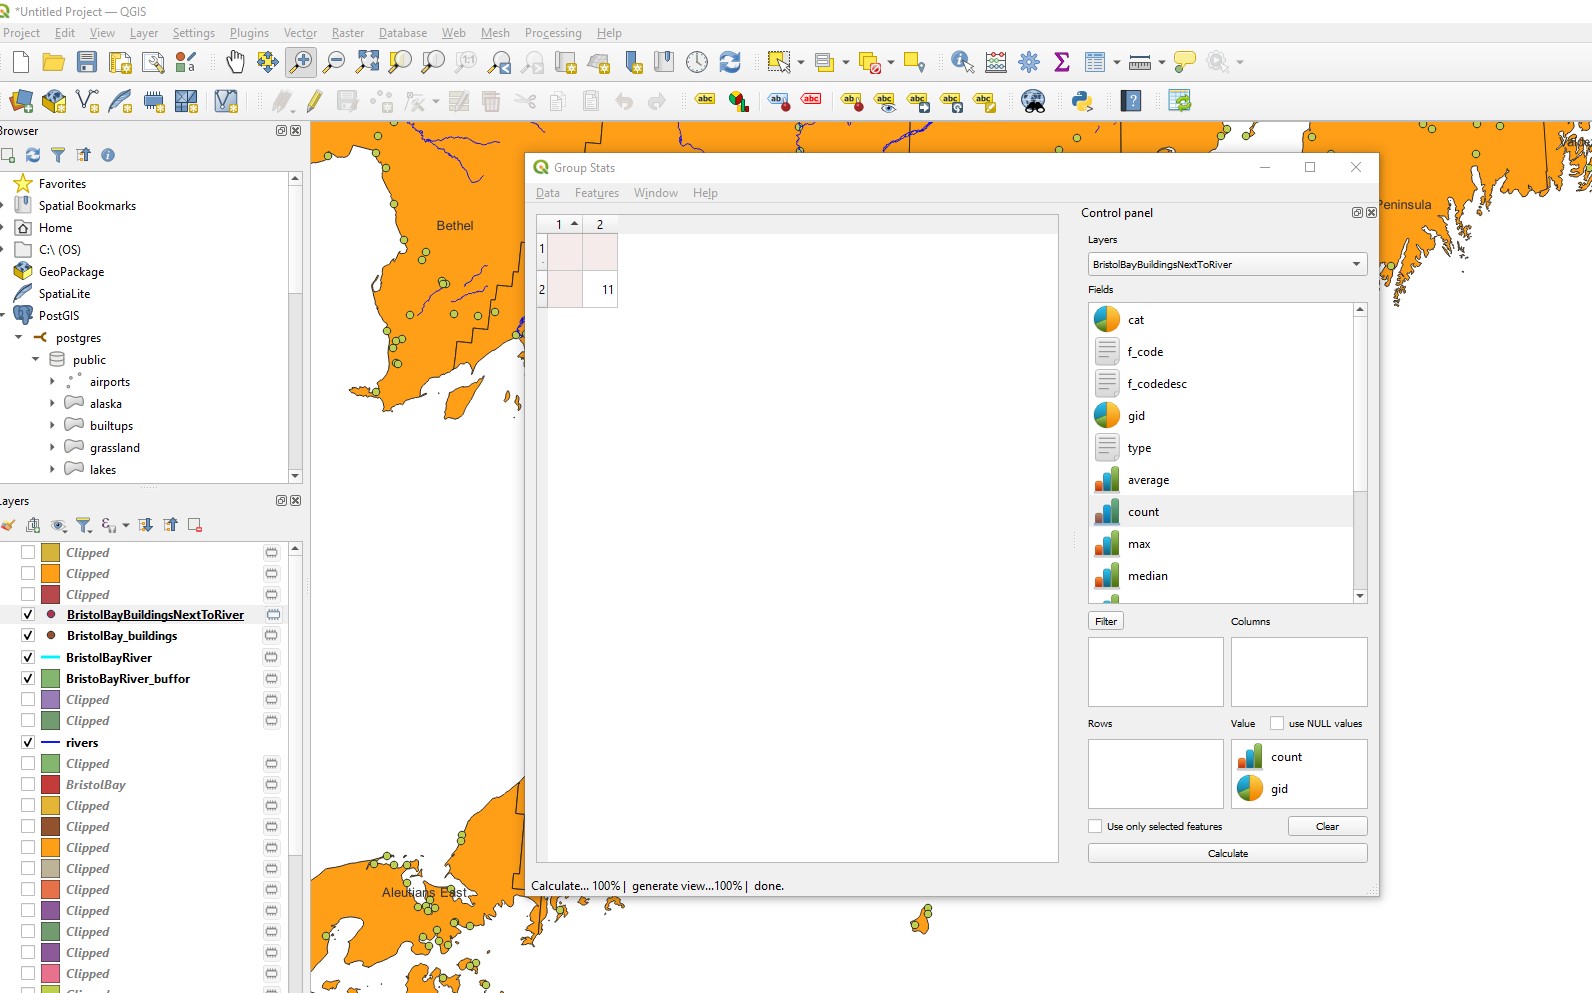 *Untitled Project — QGIS
Project Edit View Layer Settings Plugins Vector Raster Database Web Mesh Processing Help
Browser
Favorites
Spatial Bookmarks
Home
C:\ (OS)
GeoPackage
SpatiaLite
PostGIS
postgres
public
airports
alaska
builtups
grassland
lakes
ayers
Clipped
Clipped
Clipped
BristolBayBuildingsNextToRiver
BristolBay_buildings
BristolBayRiver
BristoBayRiver_buffor
Clipped
Clipped
rivers
Clipped
BristolBay
Clipped
Clipped
Clipped
Clipped
Clipped
Clipped
Clipped
Clipped
Clipped
Clipped
Bethel
Peninsula
Aleutians East
Group Stats
Data Features Window Help
1 2
1
2 11
Calculate... 100% | generate view...100% | done.
Control panel
Layers
BristolBayBuildingsNextToRiver
Fields
cat
f_code
f_codedesc
gid
type
average
count
max
median
Filter Columns
Rows Value use NULL values
count
gid
Use only selected features Clear
Calculate